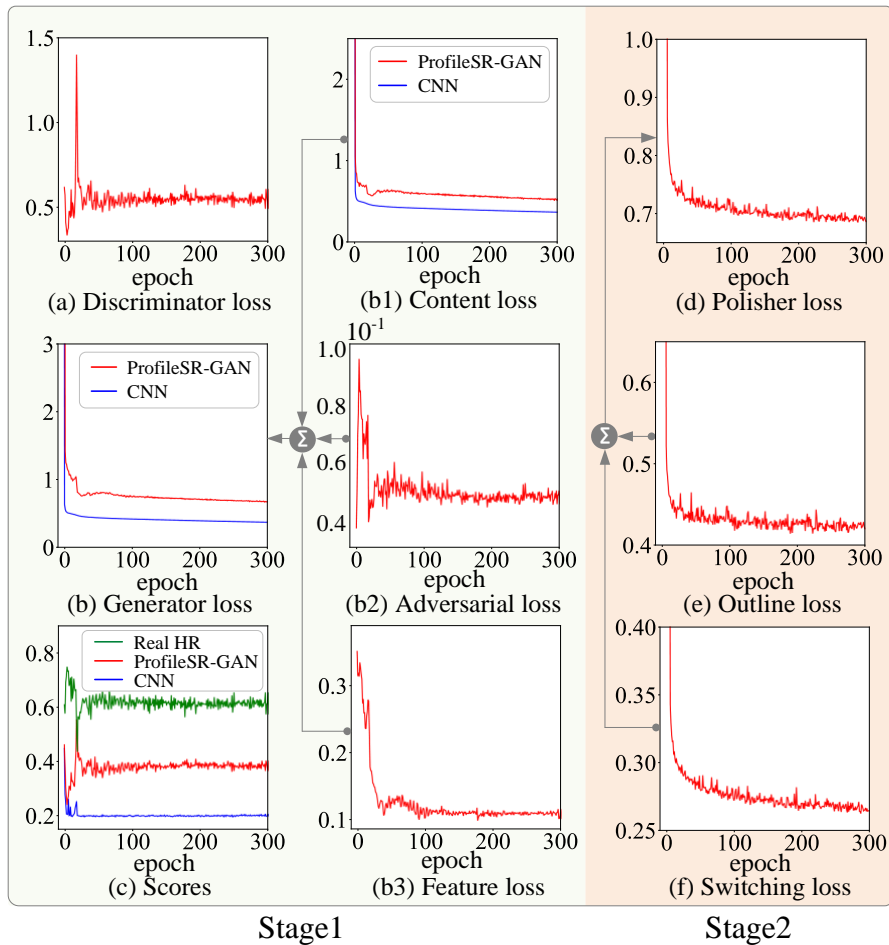 1.5
1.0
0.5
0 100 200 300
epoch
(a) Discriminator loss
2
1
0
ProfileSR-GAN
CNN
0 100 200 300
epoch
(b1) Content loss
1.0
0.9
0.8
0.7
0 100 200 300
epoch
(d) Polisher loss
3
2
1
0
ProfileSR-GAN
CNN
0 100 200 300
epoch
(b) Generator loss
Σ
10⁻¹
1.0
0.8
0.6
0.4
0 100 200 300
epoch
(b2) Adversarial loss
Σ
0.6
0.5
0.4
0 100 200 300
epoch
(e) Outline loss
0.8
0.6
0.4
0.2
Real HR
ProfileSR-GAN
CNN
0 100 200 300
epoch
(c) Scores
0.3
0.2
0.1
0 100 200 300
epoch
(b3) Feature loss
0.40
0.35
0.30
0.25
0 100 200 300
epoch
(f) Switching loss
Stage1
Stage2